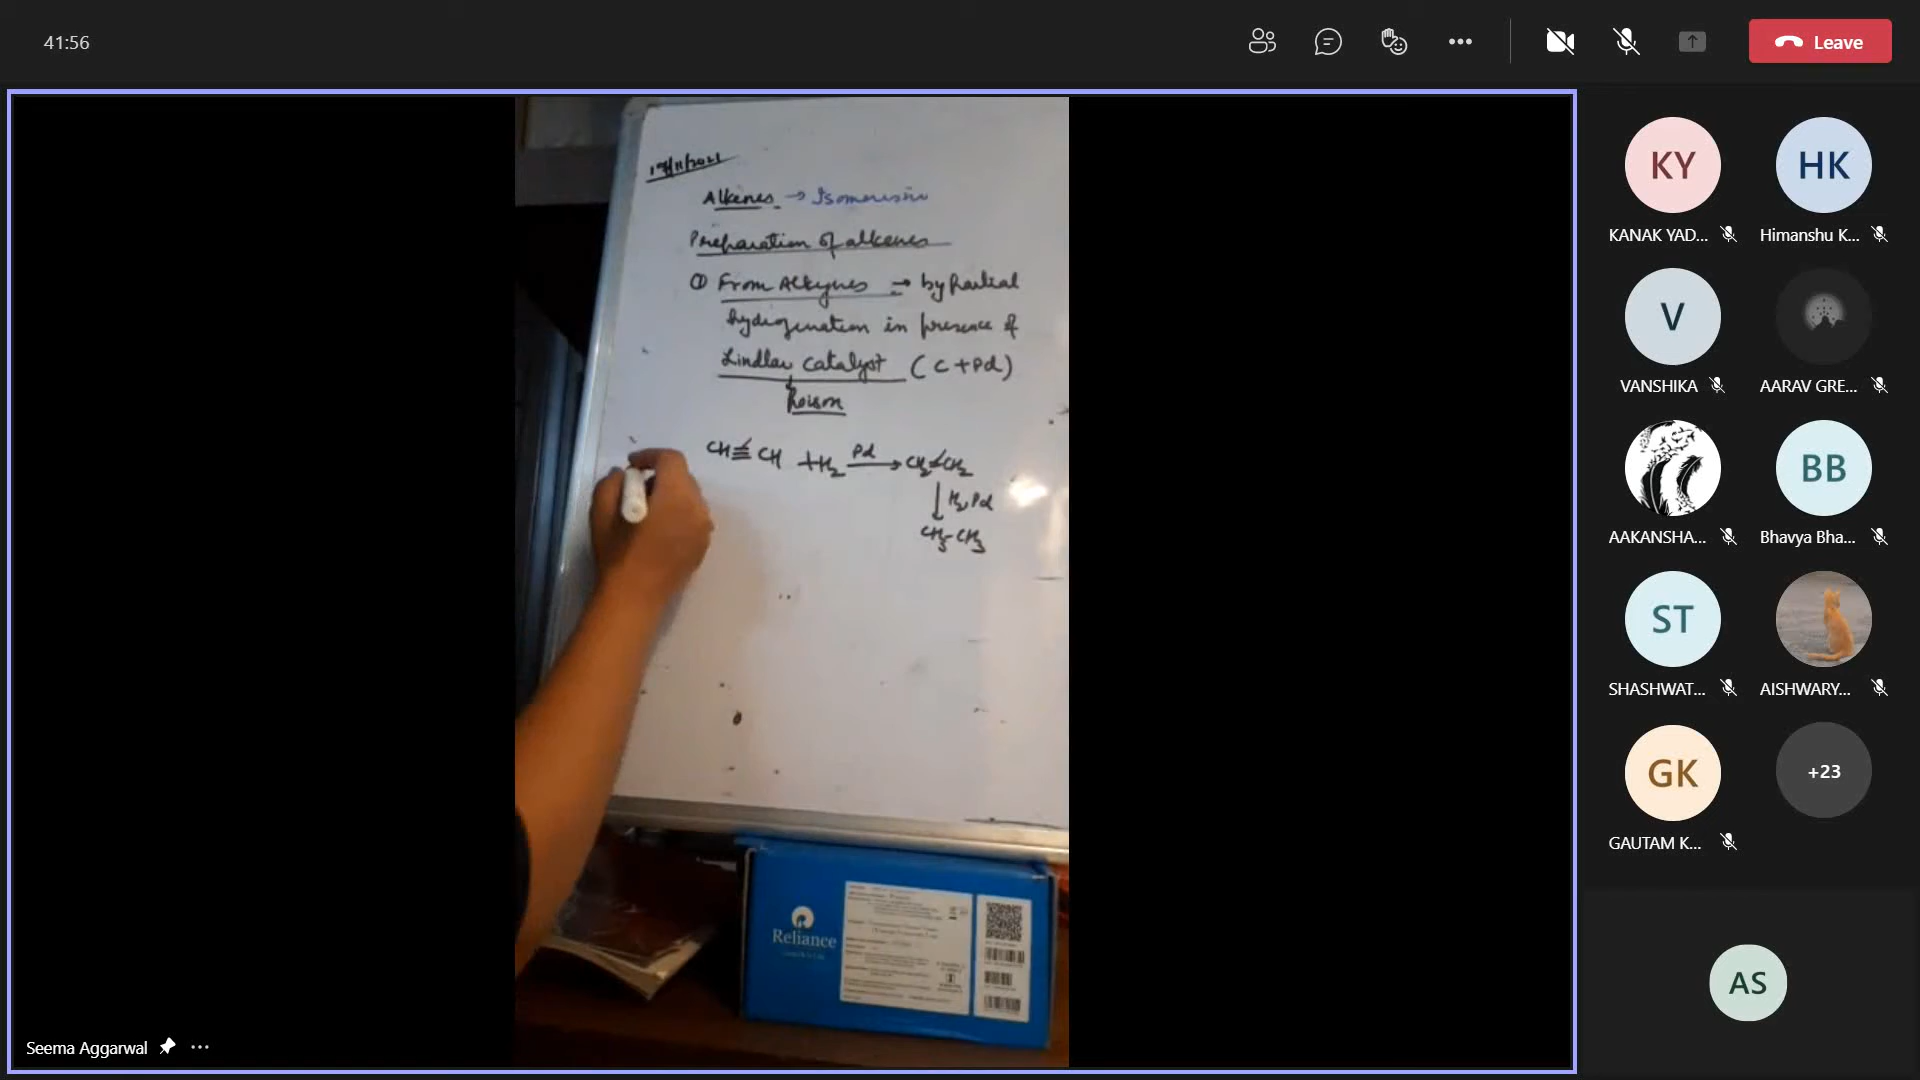 41:56
Leave
Alkenes → Isomerism
Preparation of alkenes
① From Alkynes → by partial
hydrogenation in presence of
Lindlar catalyst (C + Pd)
Poison
CH≡CH + H₂ Pd → CH₂=CH₂
↓ H₂, Pd
CH₃-CH₃
Reliance
Seema Aggarwal
KY
HK
KANAK YAD...
Himanshu K...
V
VANSHIKA
AARAV GRE...
BB
AAKANSHA...
Bhavya Bha...
ST
SHASHWAT...
AISHWARY...
GK
+23
GAUTAM K...
AS